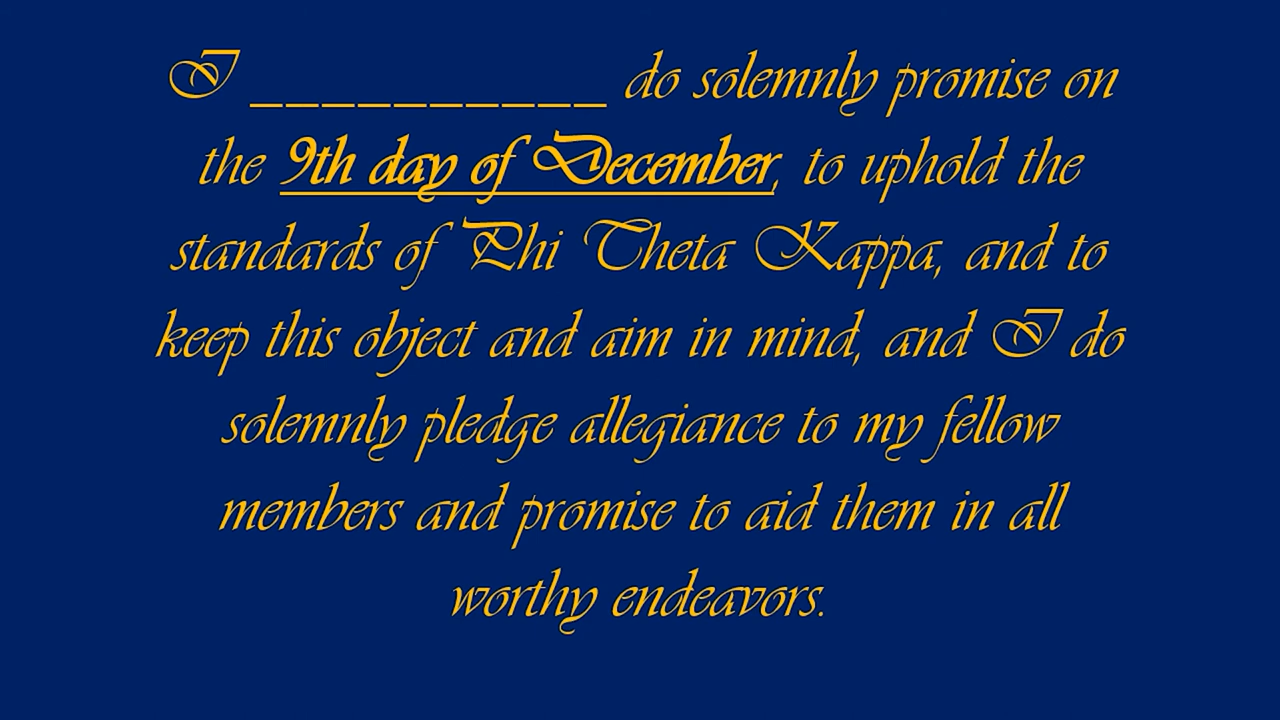 I __________ do solemnly promise on
the 9th day of December, to uphold the
standards of Phi Theta Kappa, and to
keep this object and aim in mind, and I do
solemnly pledge allegiance to my fellow
members and promise to aid them in all
worthy endeavors.